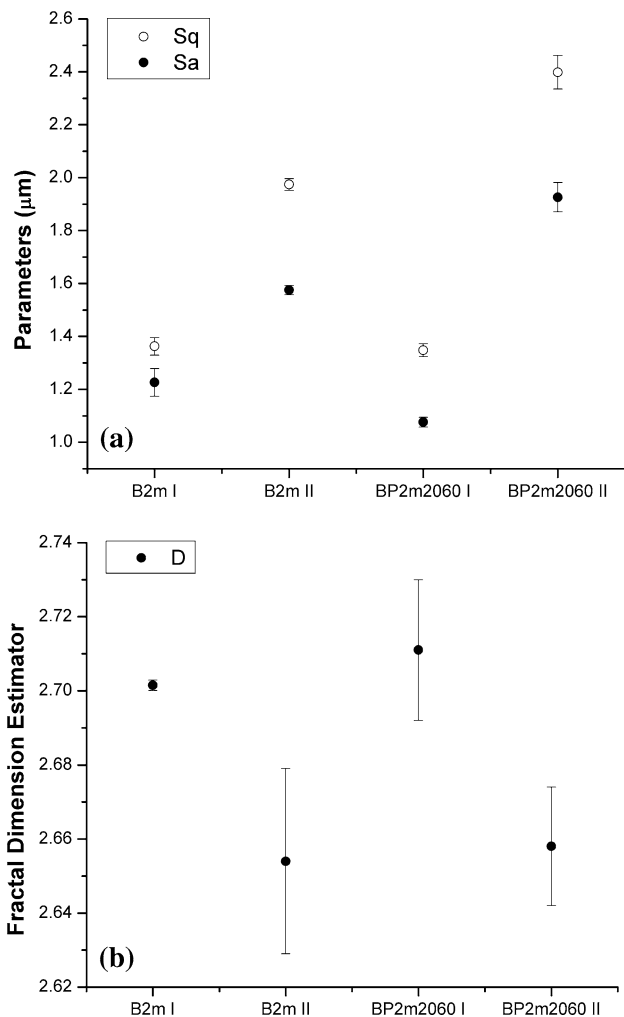 Sq
Sa
2.6
2.4
2.2
2.0
1.8
1.6
1.4
1.2
1.0
Parameters (μm)
(a)
B2m I B2m II BP2m2060 I BP2m2060 II
D
2.74
2.72
2.70
2.68
2.66
2.64
2.62
Fractal Dimension Estimator
(b)
B2m I B2m II BP2m2060 I BP2m2060 II